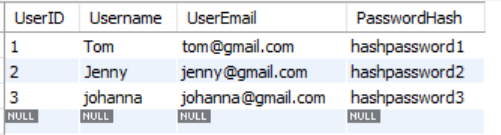 UserID Username UserEmail PasswordHash
1 Tom tom@gmail.com hashpassword1
2 Jenny jenny@gmail.com hashpassword2
3 johanna johanna@gmail.com hashpassword3
NULL NULL NULL NULL